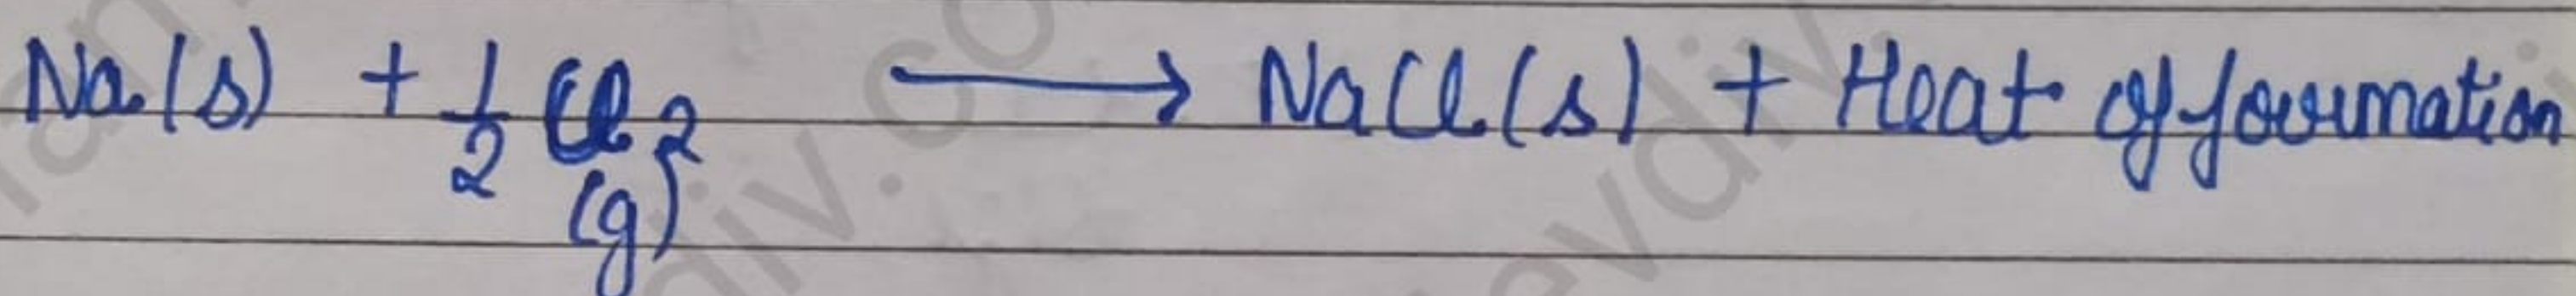 Na(s) + 1/2 Cl2 (g) ⟶ NaCl(s) + Heat of formation